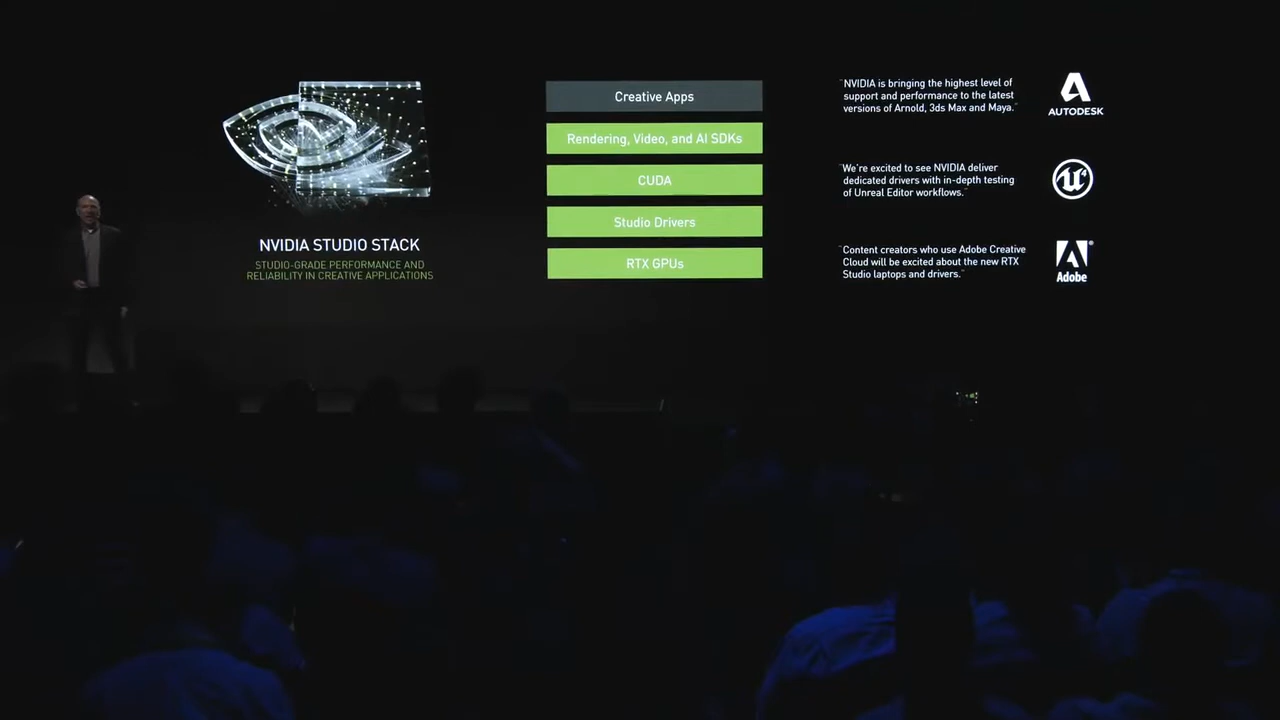 NVIDIA STUDIO STACK
STUDIO-GRADE PERFORMANCE AND
RELIABILITY IN CREATIVE APPLICATIONS
Creative Apps
Rendering, Video, and AI SDKs
CUDA
Studio Drivers
RTX GPUs
"NVIDIA is bringing the highest level of
support and performance to the latest
versions of Arnold, 3ds Max and Maya."
AUTODESK
"We're excited to see NVIDIA deliver
dedicated drivers with in-depth testing
of Unreal Editor workflows."
U4
"Content creators who use Adobe Creative
Cloud will be excited about the new RTX
Studio laptops and drivers."
Adobe®